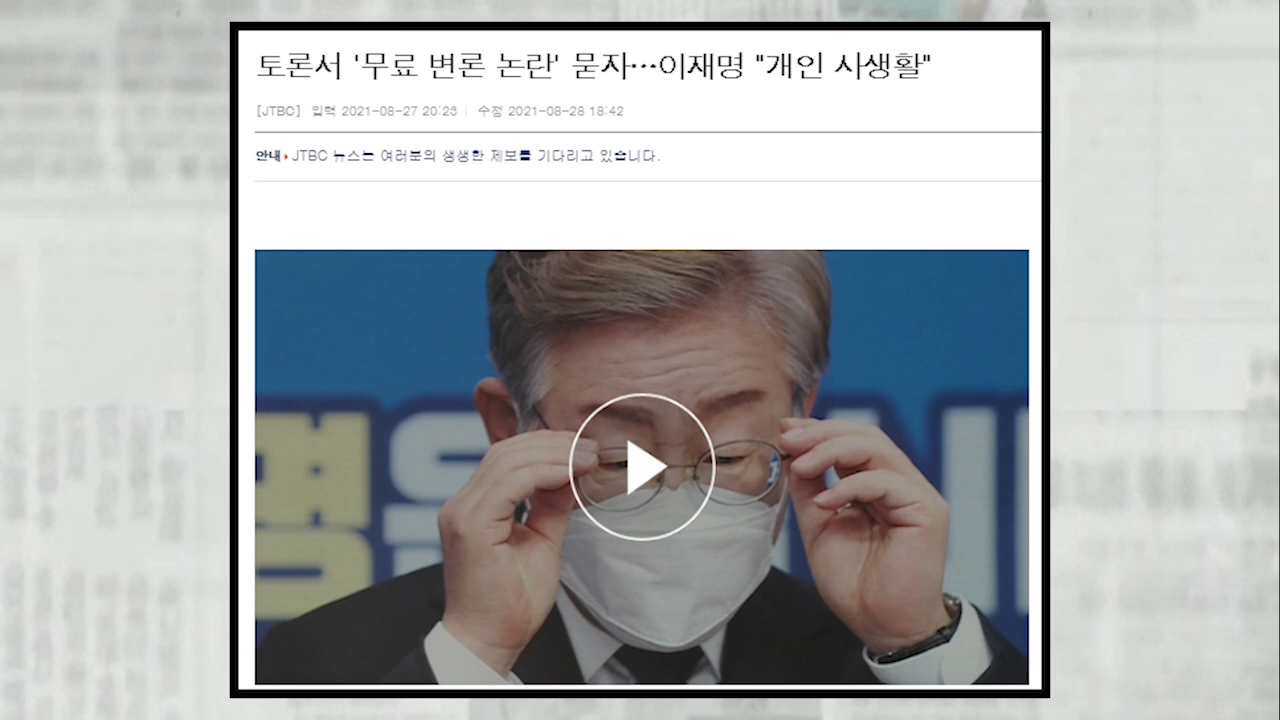 토론서 '무료 변론 논란' 묻자…이재명 "개인 사생활"
[JTBC] 입력 2021-08-27 20:26 | 수정 2021-08-28 18:42
안내 JTBC 뉴스는 여러분의 생생한 제보를 기다리고 있습니다.
명은